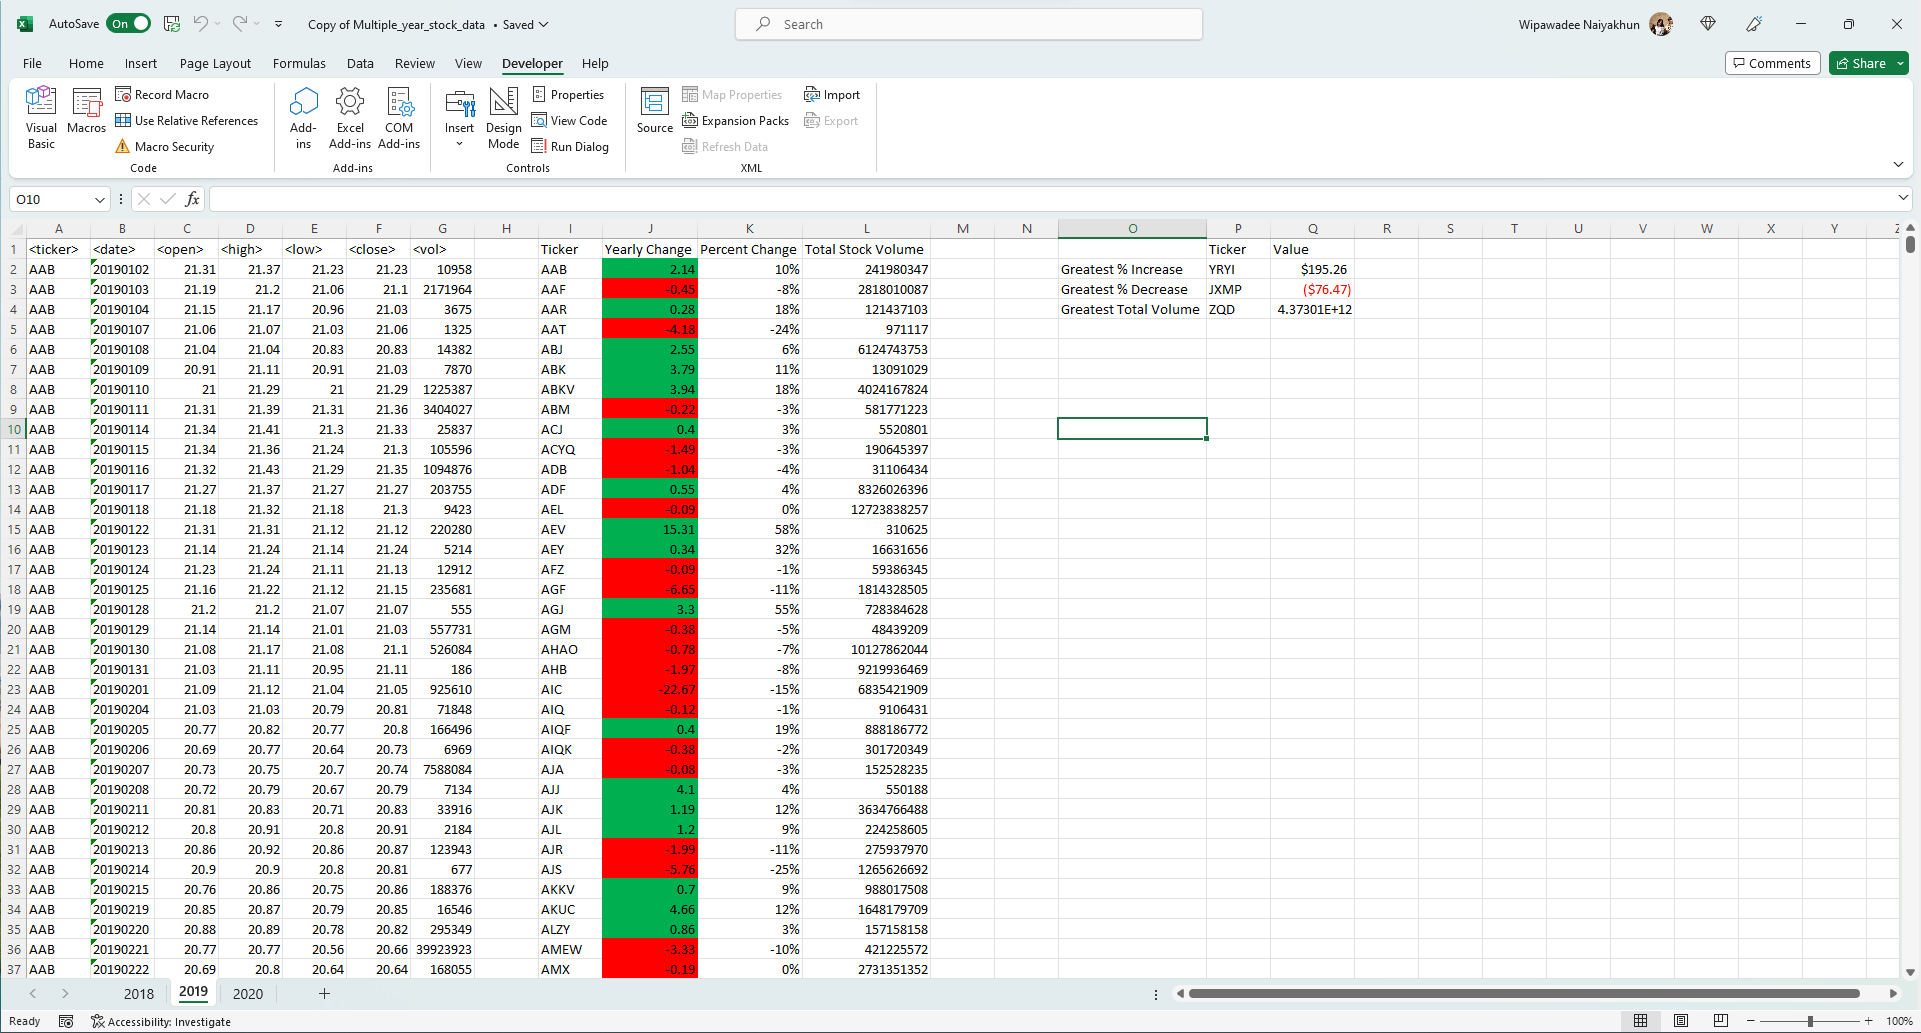 AutoSave On Copy of Multiple_year_stock_data • Saved Search Wipawadee Naiyakhun
File Home Insert Page Layout Formulas Data Review View Developer Help Comments Share
Visual Basic Macros Record Macro Use Relative References Macro Security Code
Add-ins Excel Add-ins COM Add-ins Add-ins
Insert Design Mode Properties View Code Run Dialog Controls
Source Map Properties Expansion Packs Refresh Data Import Export XML
O10 fx
A B C D E F G H I J K L M N O P Q R S T U V W X Y Z
1 <ticker> <date> <open> <high> <low> <close> <vol> Ticker Yearly Change Percent Change Total Stock Volume Ticker Value
2 AAB 20190102 21.31 21.37 21.23 21.23 10958 AAB 2.14 10% 241980347 Greatest % Increase YRYI $195.26
3 AAB 20190103 21.19 21.2 21.06 21.1 2171964 AAF -0.45 -8% 2818010087 Greatest % Decrease JXMP ($76.47)
4 AAB 20190104 21.15 21.17 20.96 21.03 3675 AAR 0.28 18% 121437103 Greatest Total Volume ZQD 4.37301E+12
5 AAB 20190107 21.06 21.07 21.03 21.06 1325 AAT -4.18 -24% 971117
6 AAB 20190108 21.04 21.04 20.83 20.83 14382 ABJ 2.55 6% 6124743753
7 AAB 20190109 20.91 21.11 20.91 21.03 7870 ABK 3.79 11% 13091029
8 AAB 20190110 21 21.29 21 21.29 1225387 ABKV 3.94 18% 4024167824
9 AAB 20190111 21.31 21.39 21.31 21.36 3404027 ABM -0.22 -3% 581771223
10 AAB 20190114 21.34 21.41 21.3 21.33 25837 ACJ 0.4 3% 5520801
11 AAB 20190115 21.34 21.36 21.24 21.3 105596 ACYQ -1.49 -3% 190645397
12 AAB 20190116 21.32 21.43 21.29 21.35 1094876 ADB -1.04 -4% 31106434
13 AAB 20190117 21.27 21.37 21.27 21.27 203755 ADF 0.55 4% 8326026396
14 AAB 20190118 21.18 21.32 21.18 21.3 9423 AEL -0.09 0% 12723838257
15 AAB 20190122 21.31 21.31 21.12 21.12 220280 AEV 15.31 58% 310625
16 AAB 20190123 21.14 21.24 21.14 21.24 5214 AEY 0.34 32% 16631656
17 AAB 20190124 21.23 21.24 21.11 21.13 12912 AFZ -0.09 -1% 59386345
18 AAB 20190125 21.16 21.22 21.12 21.15 235681 AGF -6.65 -11% 1814328505
19 AAB 20190128 21.2 21.2 21.07 21.07 555 AGJ 3.3 55% 728384628
20 AAB 20190129 21.14 21.14 21.01 21.03 557731 AGM -0.38 -5% 48439209
21 AAB 20190130 21.08 21.17 21.08 21.1 526084 AHAO -0.78 -7% 10127862044
22 AAB 20190131 21.03 21.11 20.95 21.11 186 AHB -1.97 -8% 9219936469
23 AAB 20190201 21.09 21.12 21.04 21.05 925610 AIC -22.67 -15% 6835421909
24 AAB 20190204 21.03 21.03 20.79 20.81 71848 AIQ -0.12 -1% 9106431
25 AAB 20190205 20.77 20.82 20.77 20.8 166496 AIQF 0.4 19% 888186772
26 AAB 20190206 20.69 20.77 20.64 20.73 6969 AIQK -0.38 -2% 301720349
27 AAB 20190207 20.73 20.75 20.7 20.74 7588084 AJA -0.08 -3% 152528235
28 AAB 20190208 20.72 20.79 20.67 20.79 7134 AJJ 4.1 4% 550188
29 AAB 20190211 20.81 20.83 20.71 20.83 33916 AJK 1.19 12% 3634766488
30 AAB 20190212 20.8 20.91 20.8 20.91 2184 AJL 1.2 9% 224258605
31 AAB 20190213 20.86 20.92 20.86 20.87 123943 AJR -1.99 -11% 275937970
32 AAB 20190214 20.9 20.9 20.8 20.81 677 AJS -5.76 -25% 1265626692
33 AAB 20190215 20.76 20.86 20.75 20.86 188376 AKKV 0.7 9% 988017508
34 AAB 20190219 20.85 20.87 20.79 20.85 16546 AKUC 4.66 12% 1648179709
35 AAB 20190220 20.88 20.89 20.78 20.82 295349 ALZY 0.86 3% 157158158
36 AAB 20190221 20.77 20.77 20.56 20.66 39923923 AMEW -3.33 -10% 421225572
37 AAB 20190222 20.69 20.8 20.64 20.64 168055 AMX -0.19 0% 2731351352
2018 2019 2020
Ready Accessibility: Investigate 100%